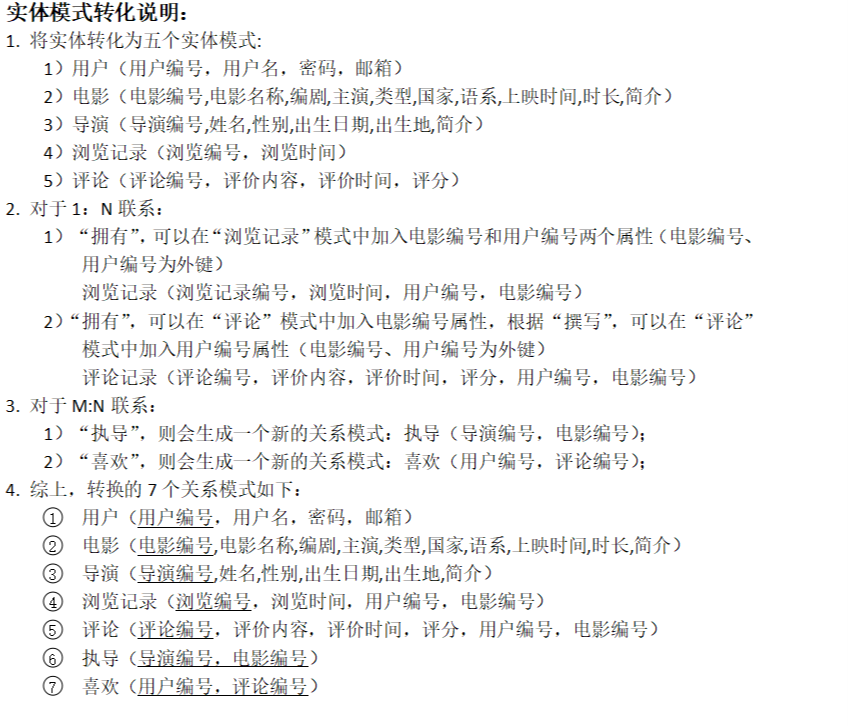 实体模式转化说明：
1. 将实体转化为五个实体模式:
1）用户（用户编号，用户名，密码，邮箱）
2）电影（电影编号,电影名称,编剧,主演,类型,国家,语系,上映时间,时长,简介）
3）导演（导演编号,姓名,性别,出生日期,出生地,简介）
4）浏览记录（浏览编号，浏览时间）
5）评论（评论编号，评价内容，评价时间，评分）
2. 对于 1：N 联系：
1）“拥有”，可以在“浏览记录”模式中加入电影编号和用户编号两个属性（电影编号、
用户编号为外键）
浏览记录（浏览记录编号，浏览时间，用户编号，电影编号）
2）“拥有”，可以在“评论”模式中加入电影编号属性，根据“撰写”，可以在“评论”
模式中加入用户编号属性（电影编号、用户编号为外键）
评论记录（评论编号，评价内容，评价时间，评分，用户编号，电影编号）
3. 对于 M:N 联系：
1）“执导”，则会生成一个新的关系模式：执导（导演编号，电影编号）；
2）“喜欢”，则会生成一个新的关系模式：喜欢（用户编号，评论编号）；
4. 综上，转换的 7 个关系模式如下：
① 用户（用户编号，用户名，密码，邮箱）
② 电影（电影编号,电影名称,编剧,主演,类型,国家,语系,上映时间,时长,简介）
③ 导演（导演编号,姓名,性别,出生日期,出生地,简介）
④ 浏览记录（浏览编号，浏览时间，用户编号，电影编号）
⑤ 评论（评论编号，评价内容，评价时间，评分，用户编号，电影编号）
⑥ 执导（导演编号，电影编号）
⑦ 喜欢（用户编号，评论编号）